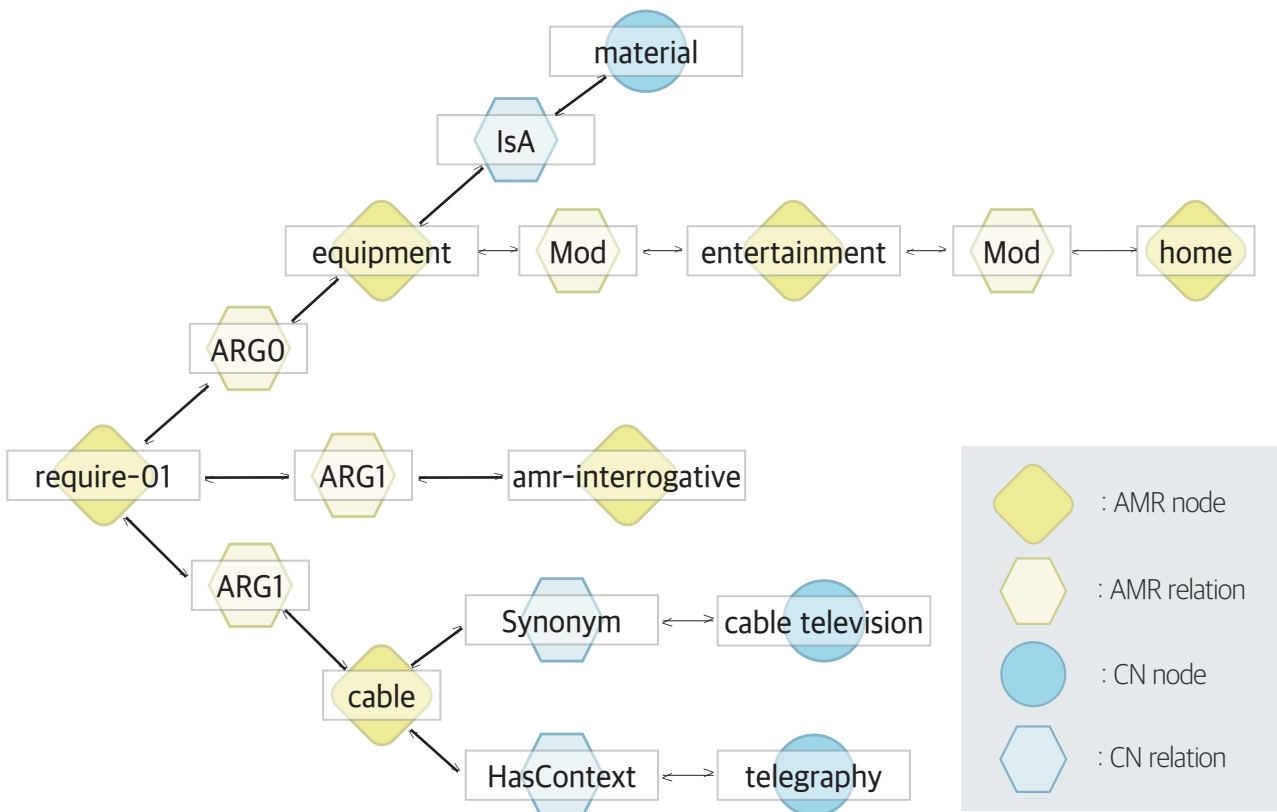 material
IsA
equipment
Mod
entertainment
Mod
home
ARG0
require-01
ARG1
amr-interrogative
ARG1
Synonym
cable television
cable
HasContext
telegraphy
: AMR node
: AMR relation
: CN node
: CN relation